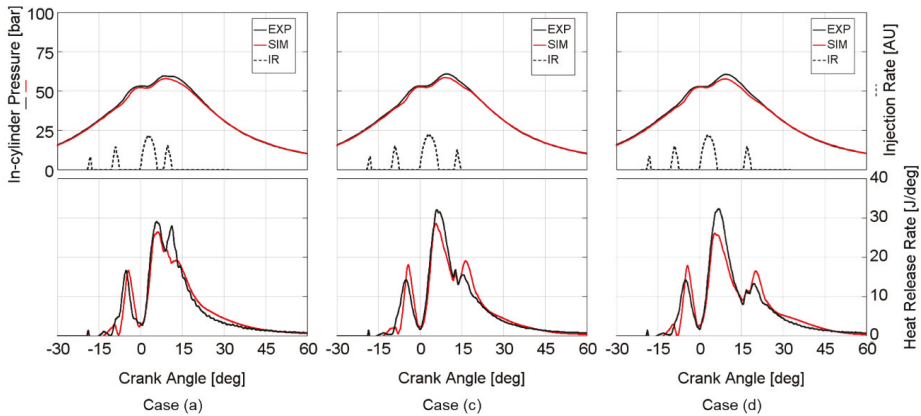 In-cylinder Pressure [bar]
100
75
50
25
0
EXP
SIM
IR
EXP
SIM
IR
EXP
SIM
IR
Injection Rate [AU]
40
30
20
10
0
Heat Release Rate [J/deg]
-30 -15 0 15 30 45 60
-30 -15 0 15 30 45 60
-30 -15 0 15 30 45 60
Crank Angle [deg]
Crank Angle [deg]
Crank Angle [deg]
Case (a)
Case (c)
Case (d)